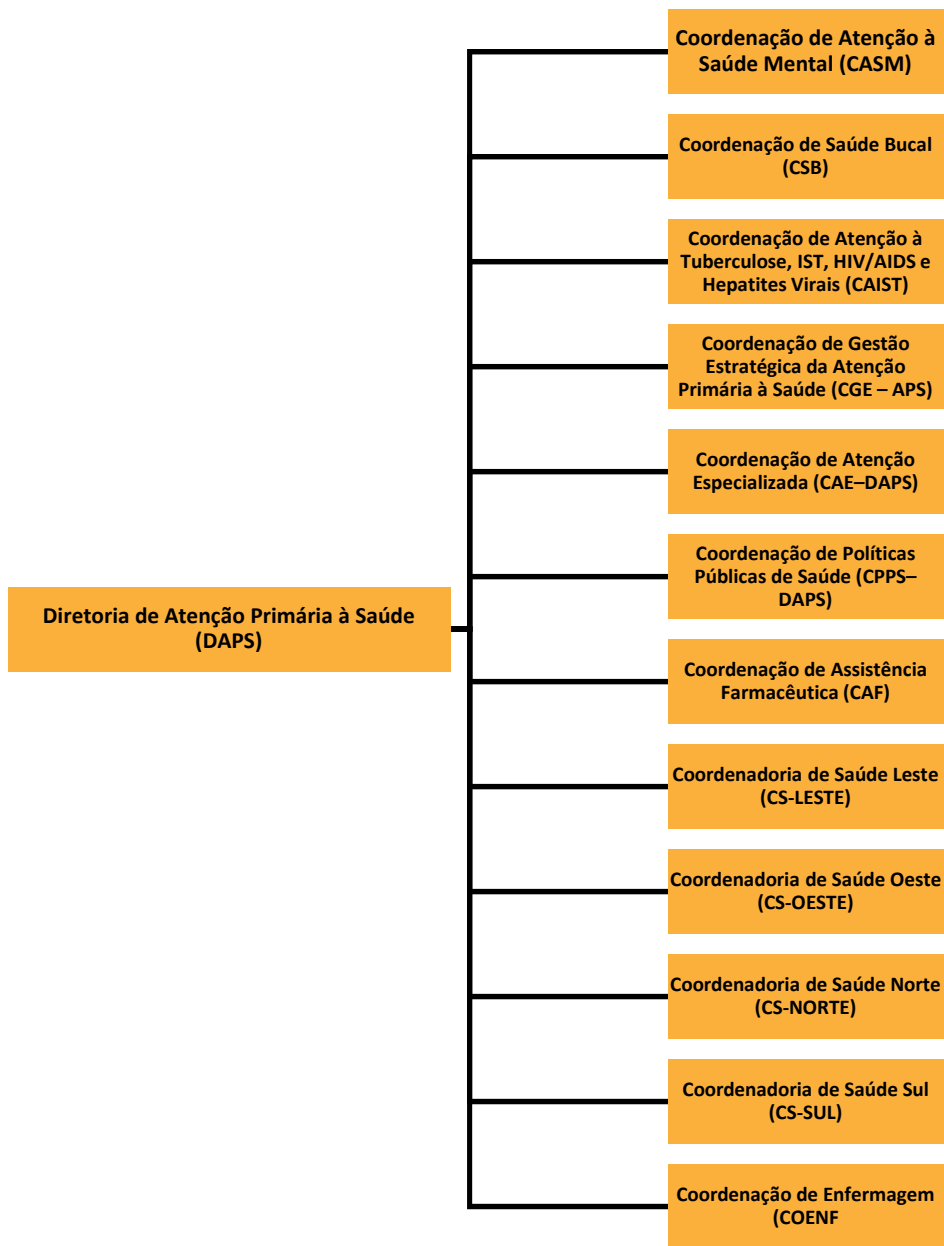 Coordenação de Atenção à
Saúde Mental (CASM)
Coordenação de Saúde Bucal
(CSB)
Coordenação de Atenção à
Tuberculose, IST, HIV/AIDS e
Hepatites Virais (CAIST)
Coordenação de Gestão
Estratégica da Atenção
Primária à Saúde (CGE – APS)
Coordenação de Atenção
Especializada (CAE–DAPS)
Coordenação de Políticas
Públicas de Saúde (CPPS–
DAPS)
Diretoria de Atenção Primária à Saúde
(DAPS)
Coordenação de Assistência
Farmacêutica (CAF)
Coordenadoria de Saúde Leste
(CS-LESTE)
Coordenadoria de Saúde Oeste
(CS-OESTE)
Coordenadoria de Saúde Norte
(CS-NORTE)
Coordenadoria de Saúde Sul
(CS-SUL)
Coordenação de Enfermagem
(COENF